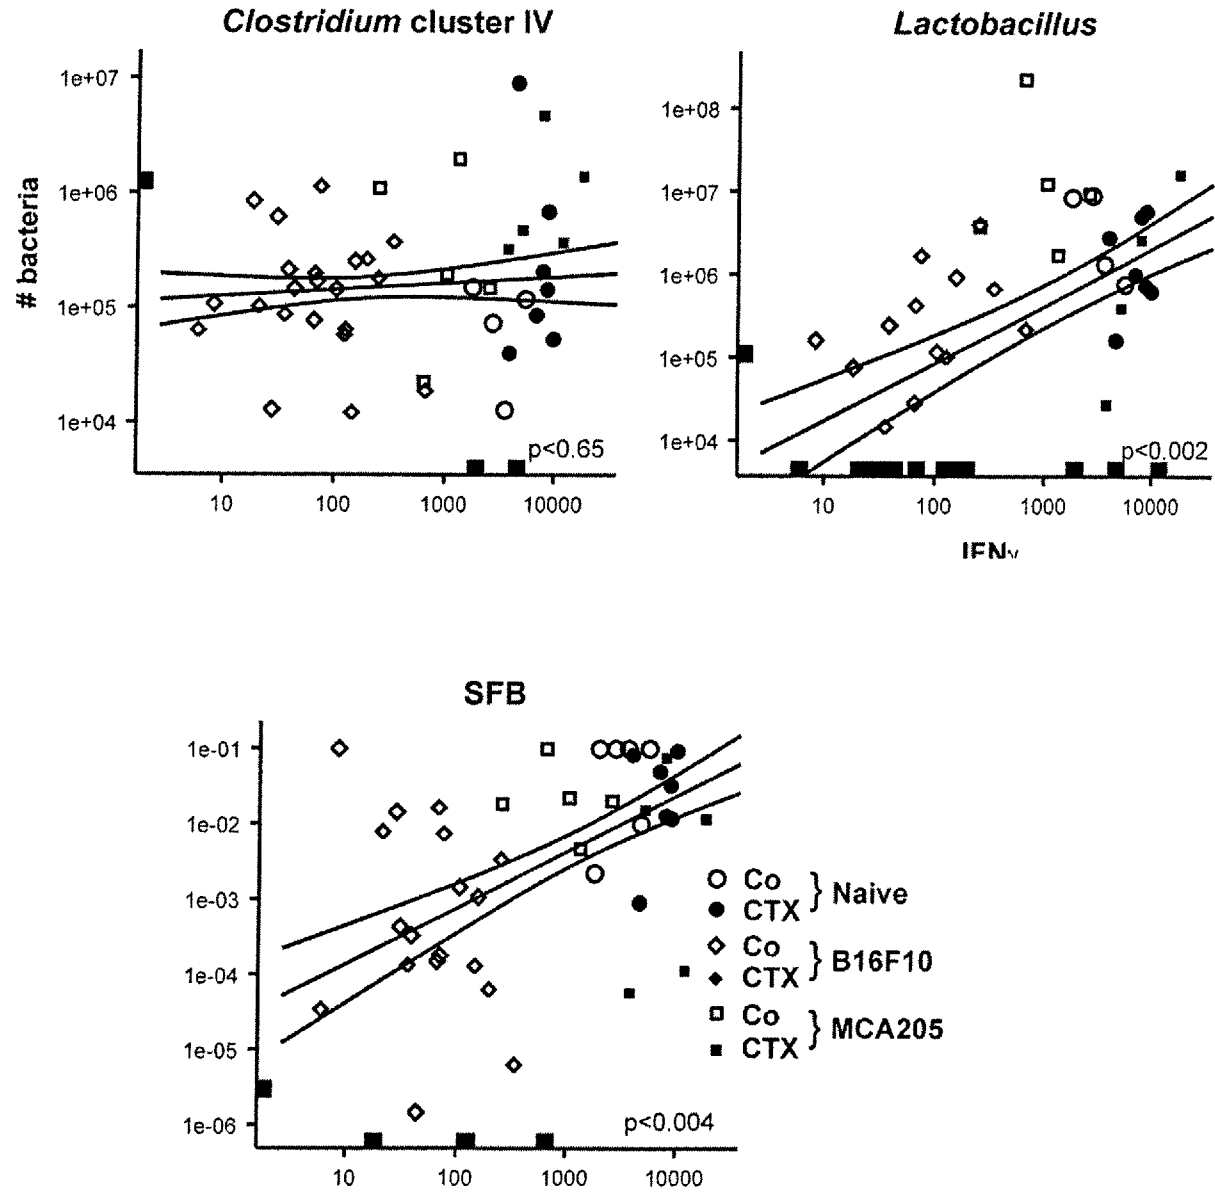 Clostridium cluster IV
# bacteria
1e+07
1e+06
1e+05
1e+04
p<0.65
10 100 1000 10000
Lactobacillus
1e+08
1e+07
1e+06
1e+05
1e+04
p<0.002
10 100 1000 10000
IFNγ
SFB
1e-01
1e-02
1e-03
1e-04
1e-05
1e-06
p<0.004
10 100 1000 10000
Co
CTX } Naive
Co
CTX } B16F10
Co
CTX } MCA205